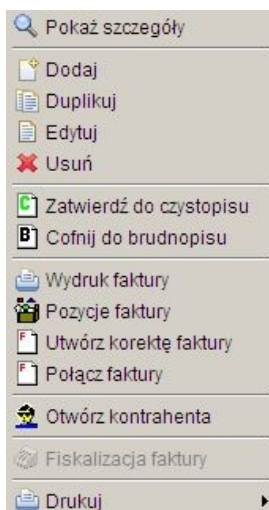 Pokaż szczegóły
Dodaj
Duplikuj
Edytuj
Usuń
C Zatwierdź do czystopisu
B Cofnij do brudnopisu
Wydruk faktury
Pozycje faktury
F Utwórz korektę faktury
F Połącz faktury
Otwórz kontrahenta
Fiskalizacja faktury
Drukuj